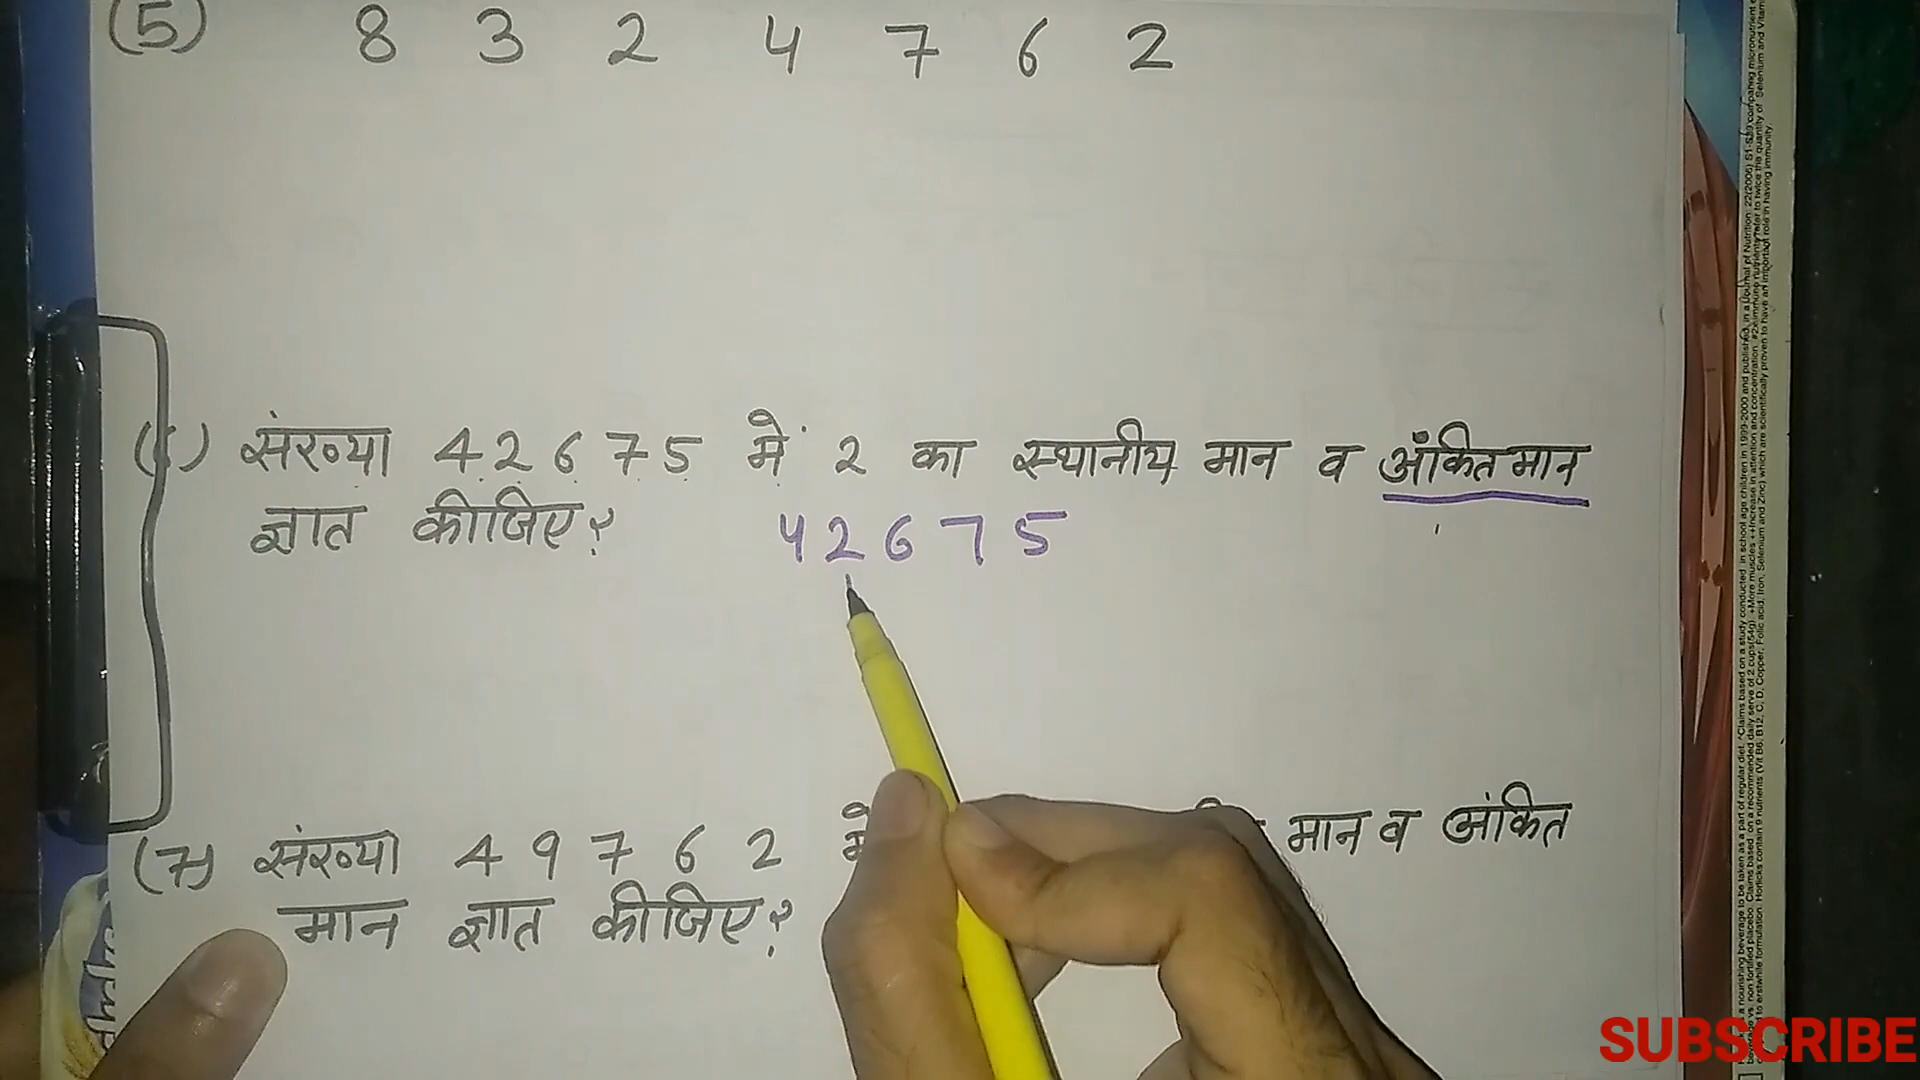 (5) 8 3 2 4 7 6 2
(6) संख्या 42675 में 2 का स्थानीय मान व अंकित मान
ज्ञात कीजिए? 42675
(7) संख्या 49762 मे मान व अंकित
मान ज्ञात कीजिए?
SUBSCRIBE